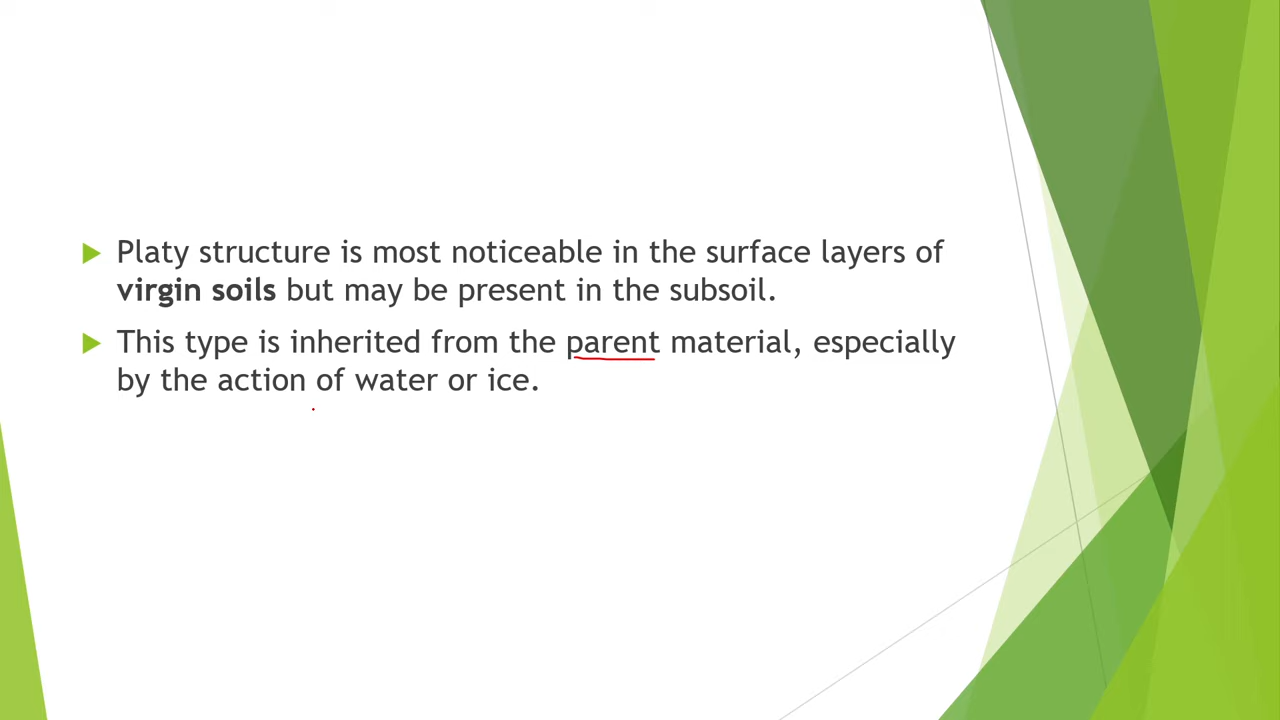 Platy structure is most noticeable in the surface layers of
virgin soils but may be present in the subsoil.
This type is inherited from the parent material, especially
by the action of water or ice.